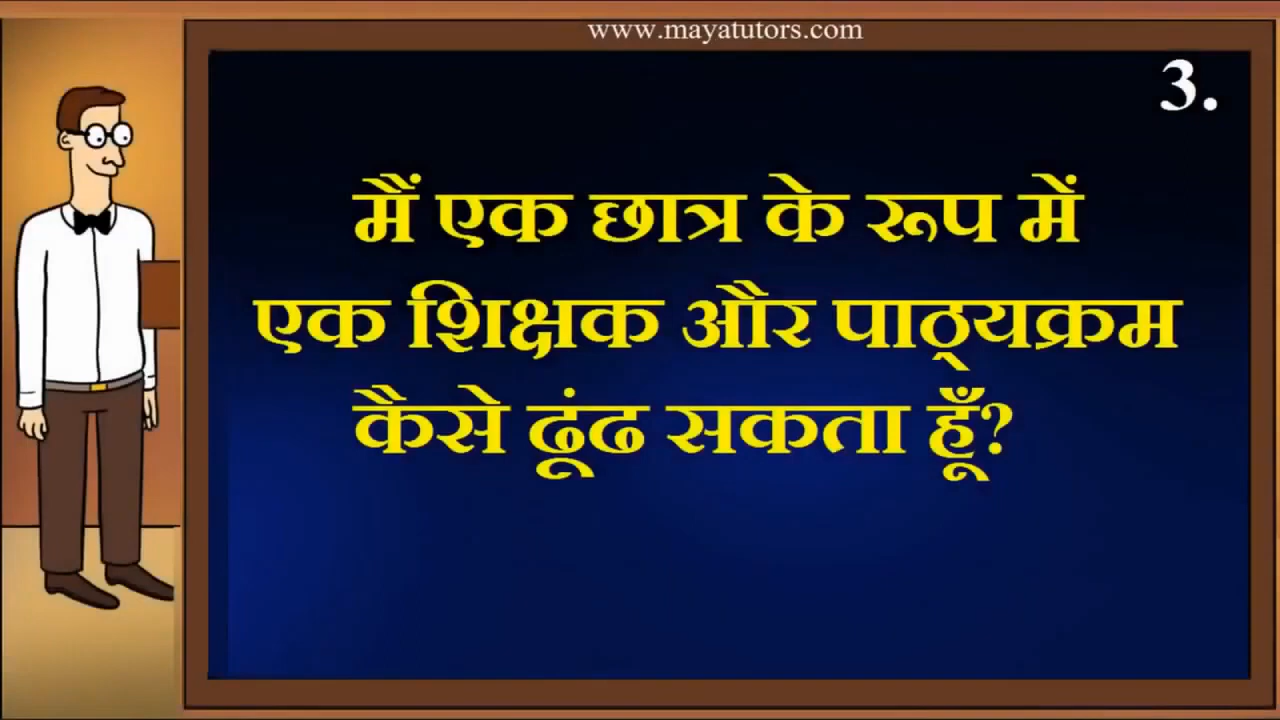 www.mayatutors.com
3.
मैं एक छात्र के रूप में
एक शिक्षक और पाठ्यक्रम
कैसे ढूंढ सकता हूँ?